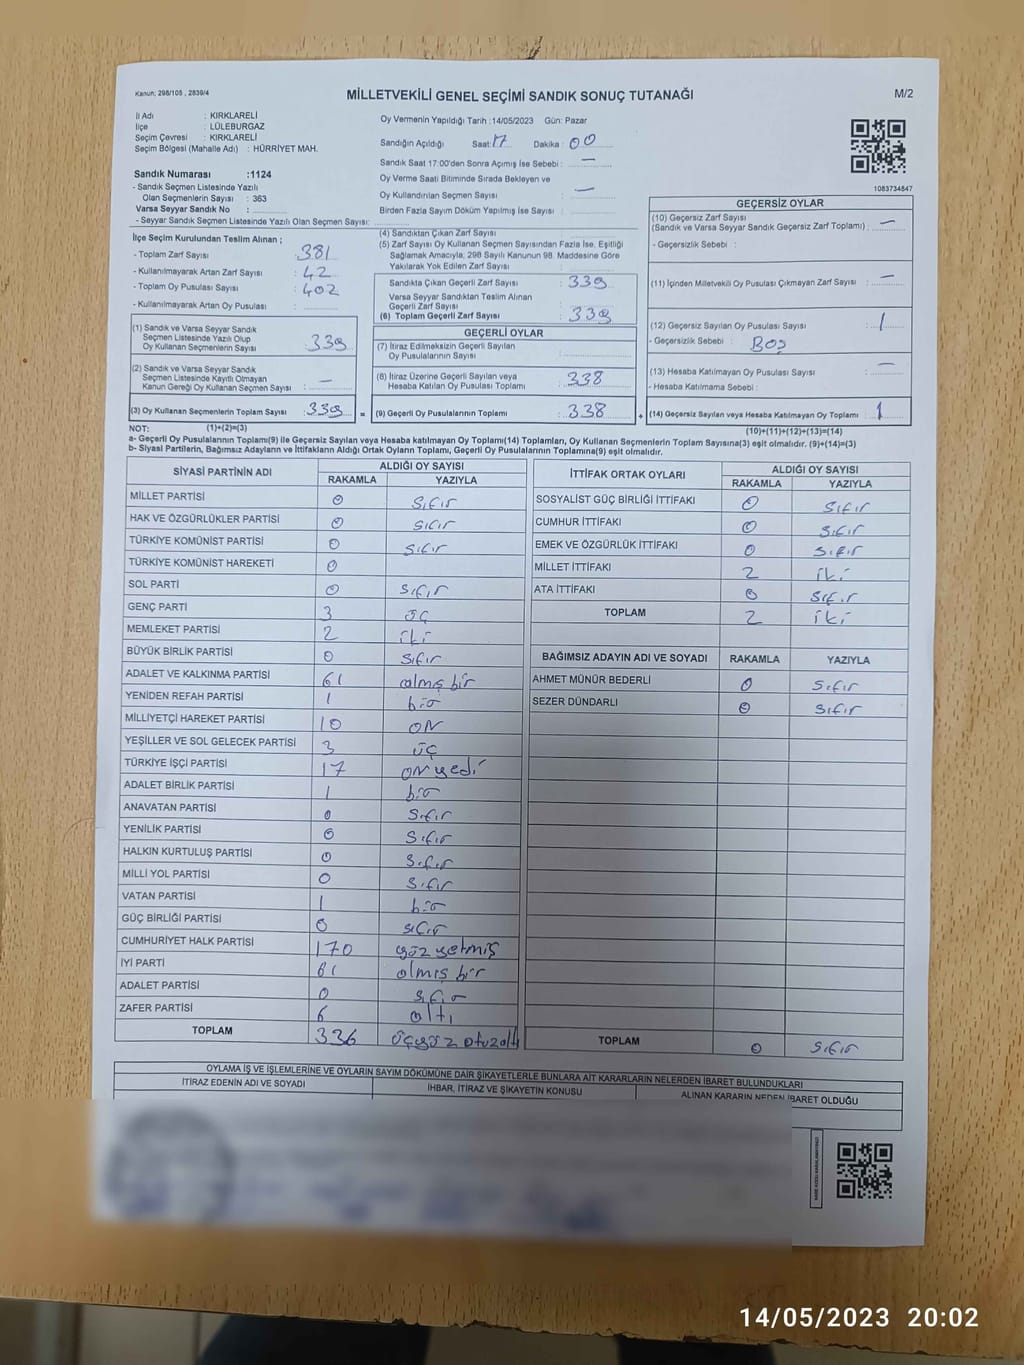 Kanun; 298/105 , 2839/4
MİLLETVEKİLİ GENEL SEÇİMİ SANDIK SONUÇ TUTANAĞI
M/2
İl Adı : KIRKLARELİ
İlçe : LÜLEBURGAZ
Seçim Çevresi : KIRKLARELİ
Seçim Bölgesi (Mahalle Adı) : HÜRRİYET MAH.
Sandık Numarası :1124
- Sandık Seçmen Listesinde Yazılı
Olan Seçmenlerin Sayısı : 363
Varsa Seyyar Sandık No :
- Seyyar Sandık Seçmen Listesinde Yazılı Olan Seçmen Sayısı:
Oy Vermenin Yapıldığı Tarih :14/05/2023 Gün: Pazar
Sandığın Açıldığı Saat: 17 Dakika : 00
Sandık Saat 17:00'den Sonra Açımış İse Sebebi : —
Oy Verme Saati Bitiminde Sırada Bekleyen ve
Oy Kullandırılan Seçmen Sayısı : —
Birden Fazla Sayım Döküm Yapılmış İse Sayısı :
1083734847
İlçe Seçim Kurulundan Teslim Alınan ;
- Toplam Zarf Sayısı : 381
- Kullanılmayarak Artan Zarf Sayısı : 42
- Toplam Oy Pusulası Sayısı : 402
- Kullanılmayarak Artan Oy Pusulası :
(1) Sandık ve Varsa Seyyar Sandık
Seçmen Listesinde Yazılı Olup
Oy Kullanan Seçmenlerin Sayısı : 339
(2) Sandık ve Varsa Seyyar Sandık
Seçmen Listesinde Kayıtlı Olmayan
Kanun Gereği Oy Kullanan Seçmen Sayısı : —
(3) Oy Kullanan Seçmenlerin Toplam Sayısı : 339
(1)+(2)=(3)
(4) Sandıktan Çıkan Zarf Sayısı :
(5) Zarf Sayısı Oy Kullanan Seçmen Sayısından Fazla İse, Eşitliği
Sağlamak Amacıyla; 298 Sayılı Kanunun 98. Maddesine Göre
Yakılarak Yok Edilen Zarf Sayısı :
Sandıkta Çıkan Geçerli Zarf Sayısı : 339
Varsa Seyyar Sandıktan Teslim Alınan
Geçerli Zarf Sayısı :
(6) Toplam Geçerli Zarf Sayısı : 339
GEÇERLİ OYLAR
(7) İtiraz Edilmeksizin Geçerli Sayılan
Oy Pusulalarının Sayısı :
(8) İtiraz Üzerine Geçerli Sayılan veya
Hesaba Katılan Oy Pusulası Toplamı : 338
= (9) Geçerli Oy Pusulalarının Toplamı : 338
GEÇERSİZ OYLAR
(10) Geçersiz Zarf Sayısı
(Sandık ve Varsa Seyyar Sandık Geçersiz Zarf Toplamı) : —
- Geçersizlik Sebebi :
(11) İçinden Milletvekili Oy Pusulası Çıkmayan Zarf Sayısı : —
(12) Geçersiz Sayılan Oy Pusulası Sayısı : 1
- Geçersizlik Sebebi : Boş
(13) Hesaba Katılmayan Oy Pusulası Sayısı : —
- Hesaba Katılmama Sebebi :
+ (14) Geçersiz Sayılan veya Hesaba Katılmayan Oy Toplamı : 1
(10)+(11)+(12)+(13)=(14)
NOT:
a- Geçerli Oy Pusulalarının Toplamı(9) ile Geçersiz Sayılan veya Hesaba katılmayan Oy Toplamı(14) Toplamları, Oy Kullanan Seçmenlerin Toplam Sayısına(3) eşit olmalıdır. (9)+(14)=(3)
b- Siyasi Partilerin, Bağımsız Adayların ve İttifakların Aldığı Ortak Oyların Toplamı, Geçerli Oy Pusulalarının Toplamına(9) eşit olmalıdır.
SİYASİ PARTİNİN ADI ALDIĞI OY SAYISI
RAKAMLA YAZIYLA
MİLLET PARTİSİ 0 sıfır
HAK VE ÖZGÜRLÜKLER PARTİSİ 0 sıfır
TÜRKİYE KOMÜNİST PARTİSİ 0 sıfır
TÜRKİYE KOMÜNİST HAREKETİ 0
SOL PARTİ 0 sıfır
GENÇ PARTİ 3 üç
MEMLEKET PARTİSİ 2 iki
BÜYÜK BİRLİK PARTİSİ 0 sıfır
ADALET VE KALKINMA PARTİSİ 61 almış bir
YENİDEN REFAH PARTİSİ 1 bir
MİLLİYETÇİ HAREKET PARTİSİ 10 on
YEŞİLLER VE SOL GELECEK PARTİSİ 3 üç
TÜRKİYE İŞÇİ PARTİSİ 17 on yedi
ADALET BİRLİK PARTİSİ 1 bir
ANAVATAN PARTİSİ 0 sıfır
YENİLİK PARTİSİ 0 sıfır
HALKIN KURTULUŞ PARTİSİ 0 sıfır
MİLLİ YOL PARTİSİ 0 sıfır
VATAN PARTİSİ 1 bir
GÜÇ BİRLİĞİ PARTİSİ 0 sıfır
CUMHURİYET HALK PARTİSİ 170 yüz yetmiş
İYİ PARTİ 61 almış bir
ADALET PARTİSİ 0 sıfır
ZAFER PARTİSİ 6 altı
TOPLAM 336 üçyüz otuzaltı
İTTİFAK ORTAK OYLARI ALDIĞI OY SAYISI
RAKAMLA YAZIYLA
SOSYALİST GÜÇ BİRLİĞİ İTTİFAKI 0 sıfır
CUMHUR İTTİFAKI 0 sıfır
EMEK VE ÖZGÜRLÜK İTTİFAKI 0 sıfır
MİLLET İTTİFAKI 2 iki
ATA İTTİFAKI 0 sıfır
TOPLAM 2 iki
BAĞIMSIZ ADAYIN ADI VE SOYADI RAKAMLA YAZIYLA
AHMET MÜNÜR BEDERLİ 0 sıfır
SEZER DÜNDARLI 0 sıfır
TOPLAM 0 sıfır
OYLAMA İŞ VE İŞLEMLERİNE VE OYLARIN SAYIM DÖKÜMÜNE DAİR ŞİKAYETLERLE BUNLARA AİT KARARLARIN NELERDEN İBARET BULUNDUKLARI
İTİRAZ EDENİN ADI VE SOYADI İHBAR, İTİRAZ VE ŞİKAYETİN KONUSU ALINAN KARARIN NEDEN İBARET OLDUĞU
14/05/2023 20:02